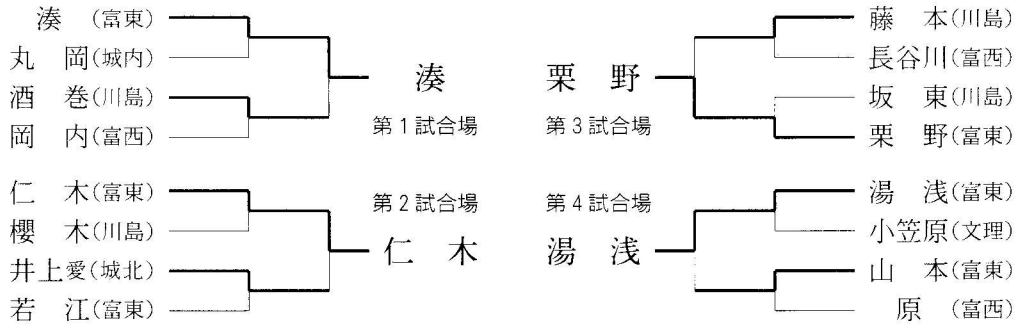 湊 (富東)
丸岡(城内)
酒巻(川島)
岡内(富西)
湊
第1試合場
仁木(富東)
櫻木(川島)
井上愛(城北)
若江(富東)
第2試合場
仁木
栗野
第3試合場
藤本(川島)
長谷川(富西)
坂東(川島)
栗野(富東)
第4試合場
湯浅
湯浅(富東)
小笠原(文理)
山本(富東)
原 (富西)